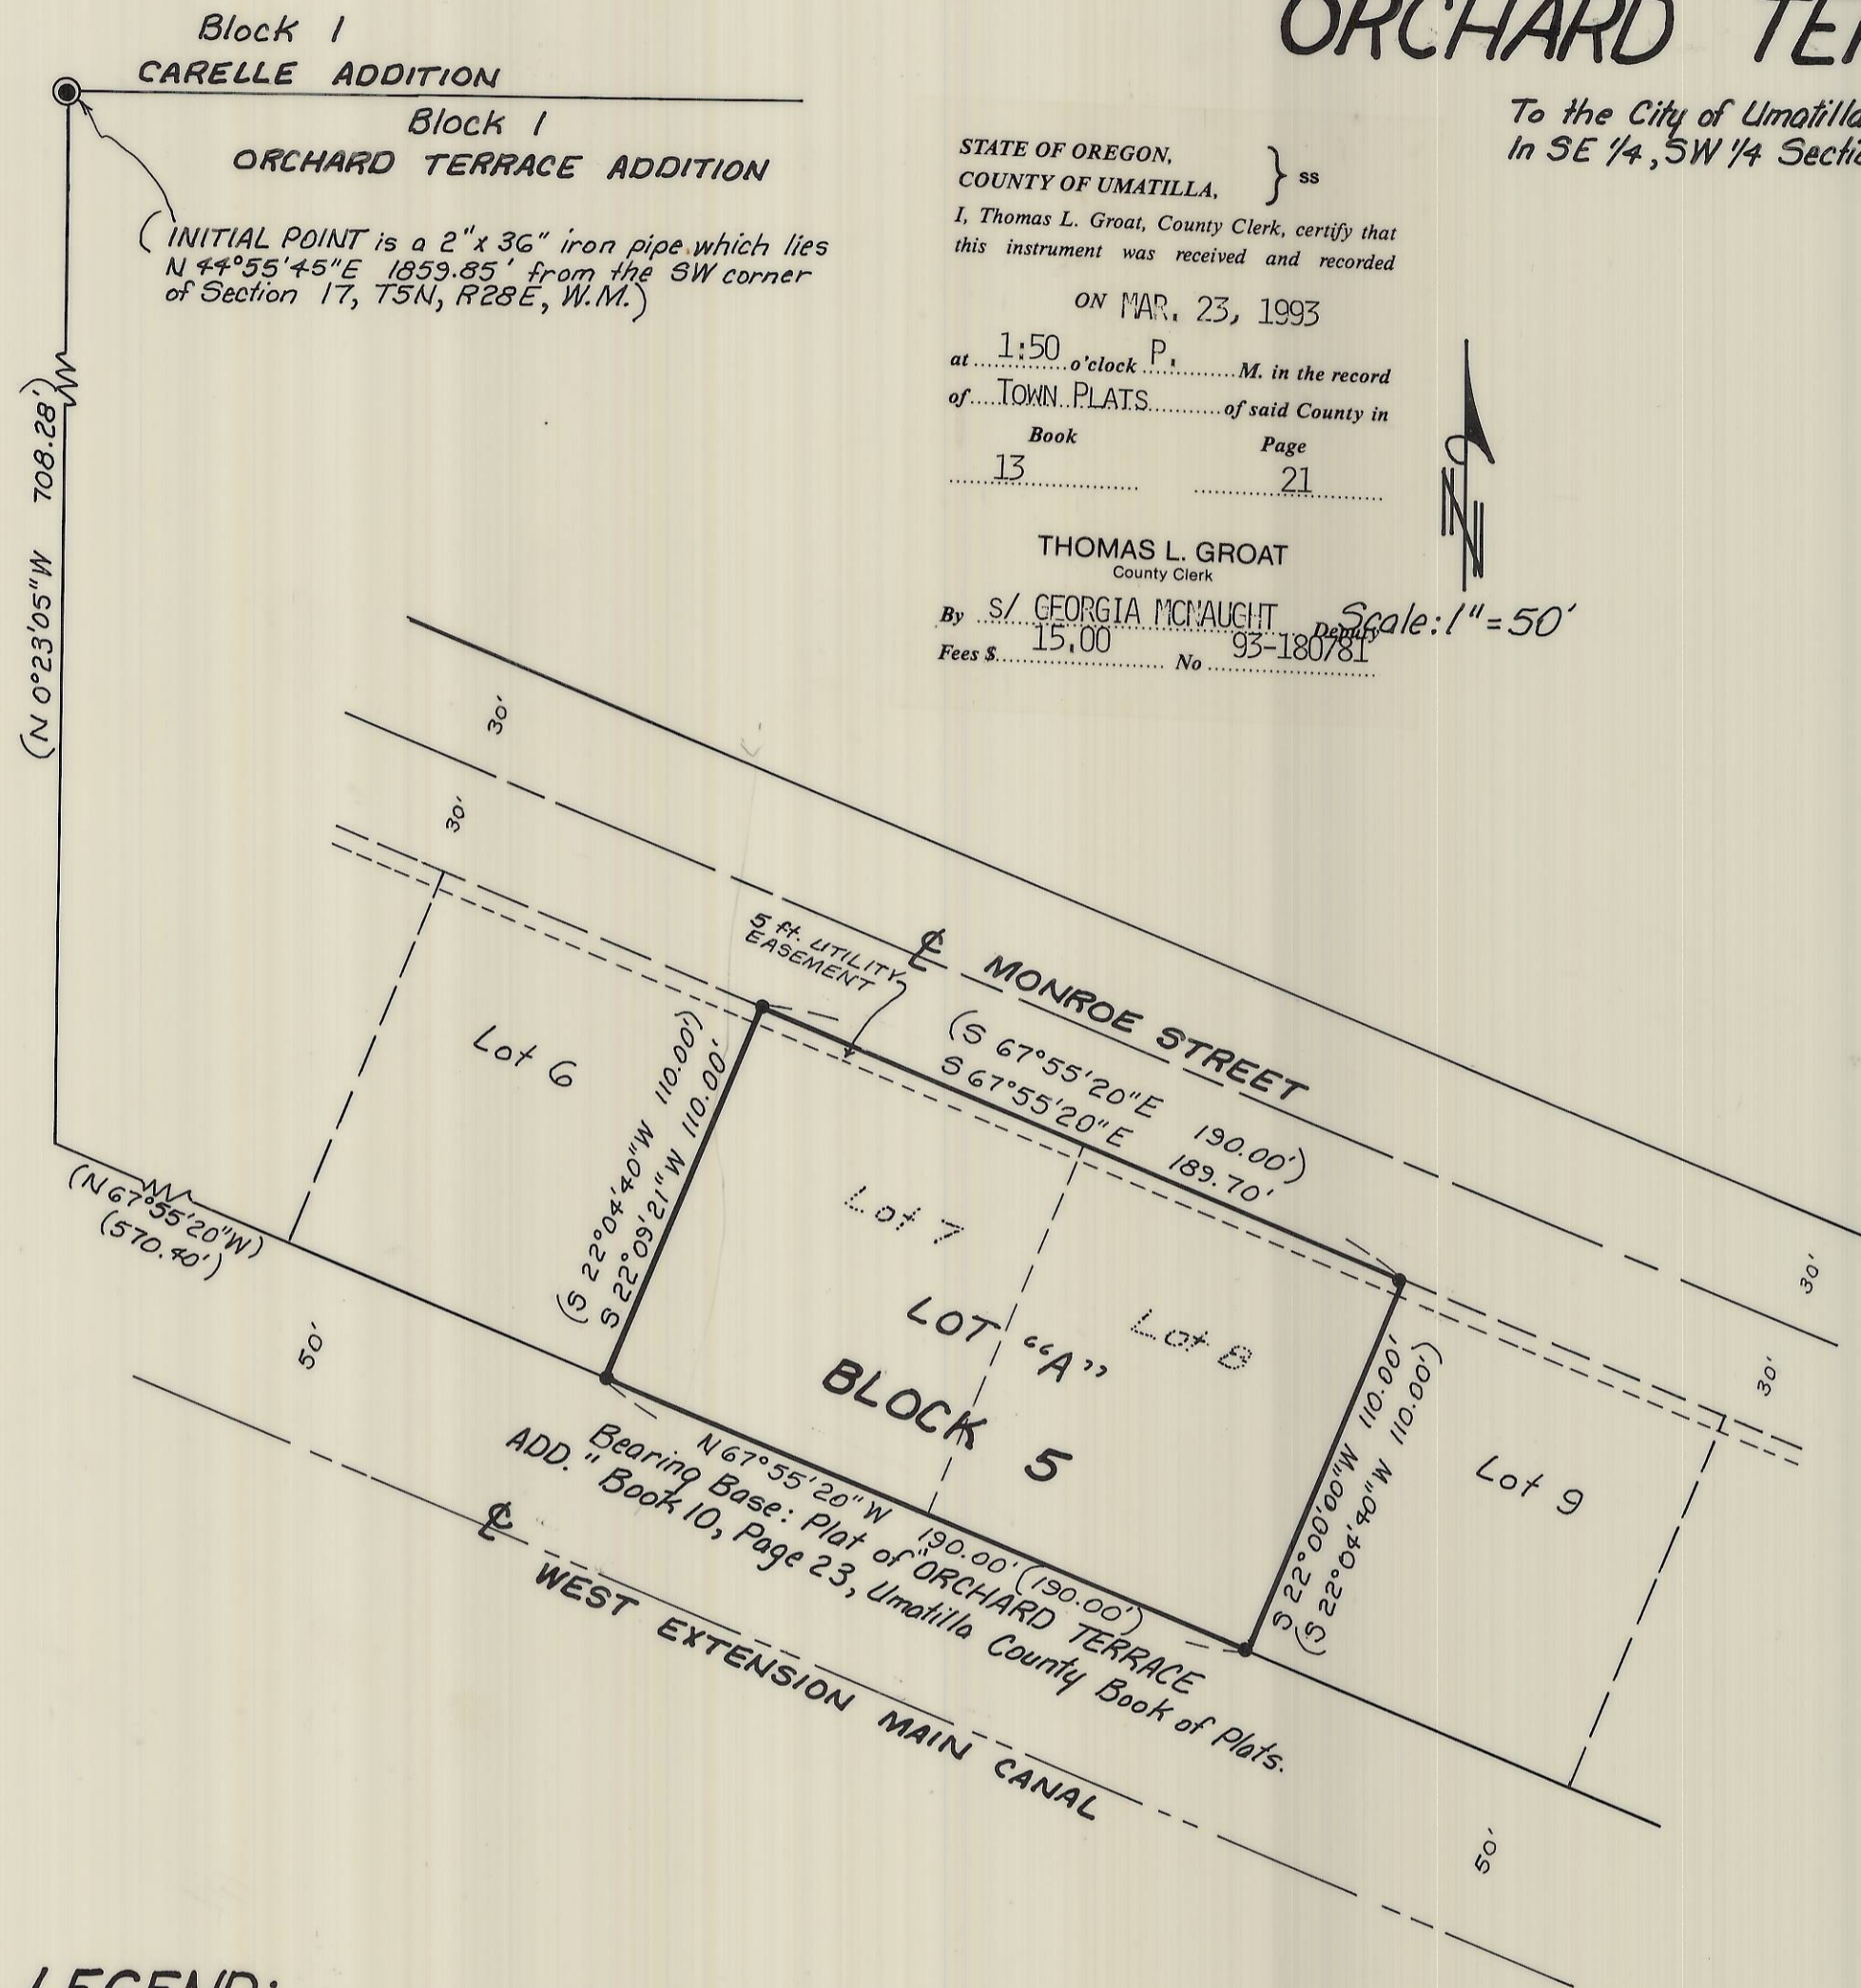 Block 1
CARELLE ADDITION
Block 1
ORCHARD TERRACE ADDITION
(INITIAL POINT is a 2"x 36" iron pipe which lies
N 44°55'45"E 1859.85' from the SW corner
of Section 17, T5N, R28E, W.M.)
(N 0°23'05"W 708.28')
ORCHARD
To the City of Umatilla
In SE 1/4, SW 1/4
STATE OF OREGON,
COUNTY OF UMATILLA,
} ss
I, Thomas L. Groat, County Clerk, certify that
this instrument was received and recorded
ON MAR. 23, 1993
at 1:50 o'clock P. M. in the record
of TOWN PLATS of said County in
Book Page
13 21
THOMAS L. GROAT
County Clerk
By s/ GEORGIA MCNAUGHT Deputy
Fees $ 15.00 No 93-180781
N
Scale: 1" = 50'
30'
30'
5 ft. UTILITY
EASEMENT
℄ MONROE STREET
(S 67°55'20"E 190.00')
S 67°55'20"E 189.70'
Lot 6
(S 22°04'40"W 110.00')
S 22°09'21"W 110.00'
Lot 7
Lot 8
LOT "A"
BLOCK 5
S 22°00'00"W 110.00'
(S 22°04'40"W 110.00')
Lot 9
30'
30'
(N 67°55'20"W)
(570.40')
50'
N 67°55'20"W 190.00' (190.00')
Bearing Base: Plat of "ORCHARD TERRACE
ADD." Book 10, Page 23, Umatilla County Book of Plats.
℄ WEST EXTENSION MAIN CANAL
50'
LEGEND: